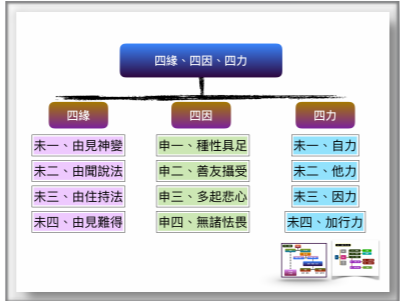 四緣、四因、四力
四緣
四因
四力
未一、由見神變
申一、種性具足
未一、自力
未二、由聞說法
申二、善友攝受
未二、他力
未三、由住持法
申三、多起悲心
未三、因力
未四、由見難得
申四、無諸怯畏
未四、加行力